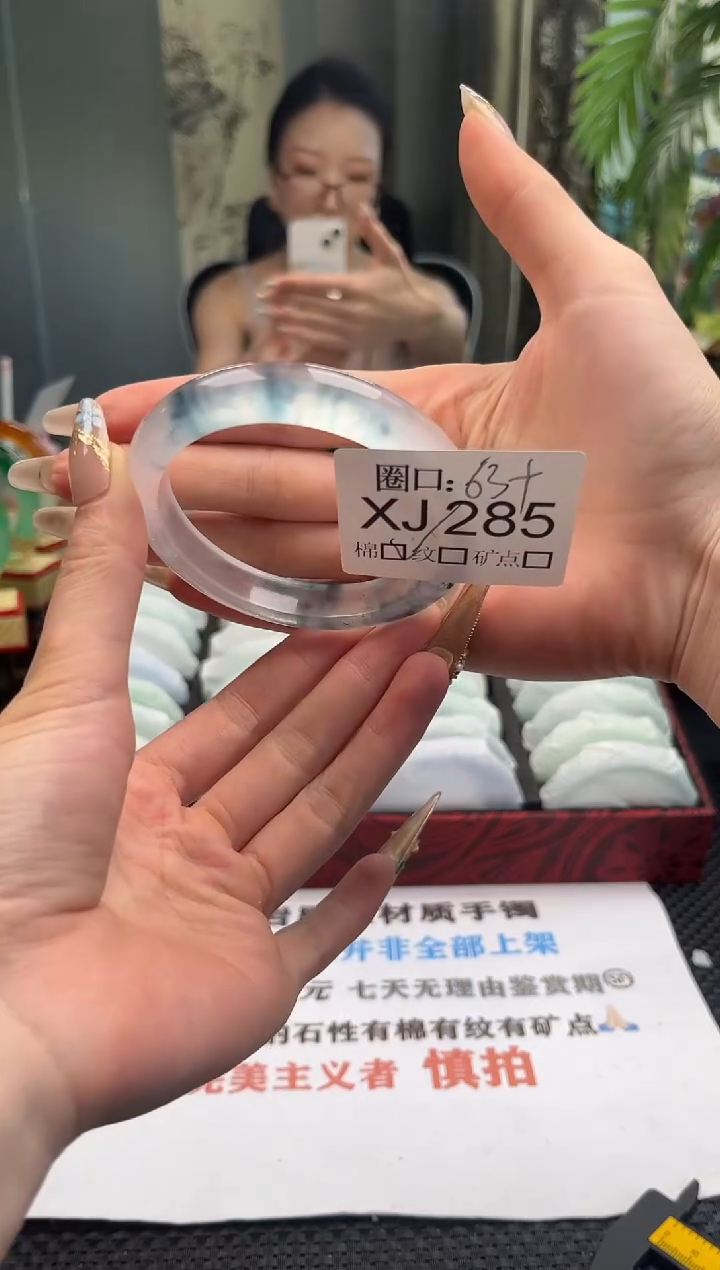 圈口：63+
XJ 285
棉☐纹☐矿点☐
材质手镯
并非全部上架
元 七天无理由鉴赏期
石性有棉有纹有矿点🙏🏻
完美主义者 慎拍